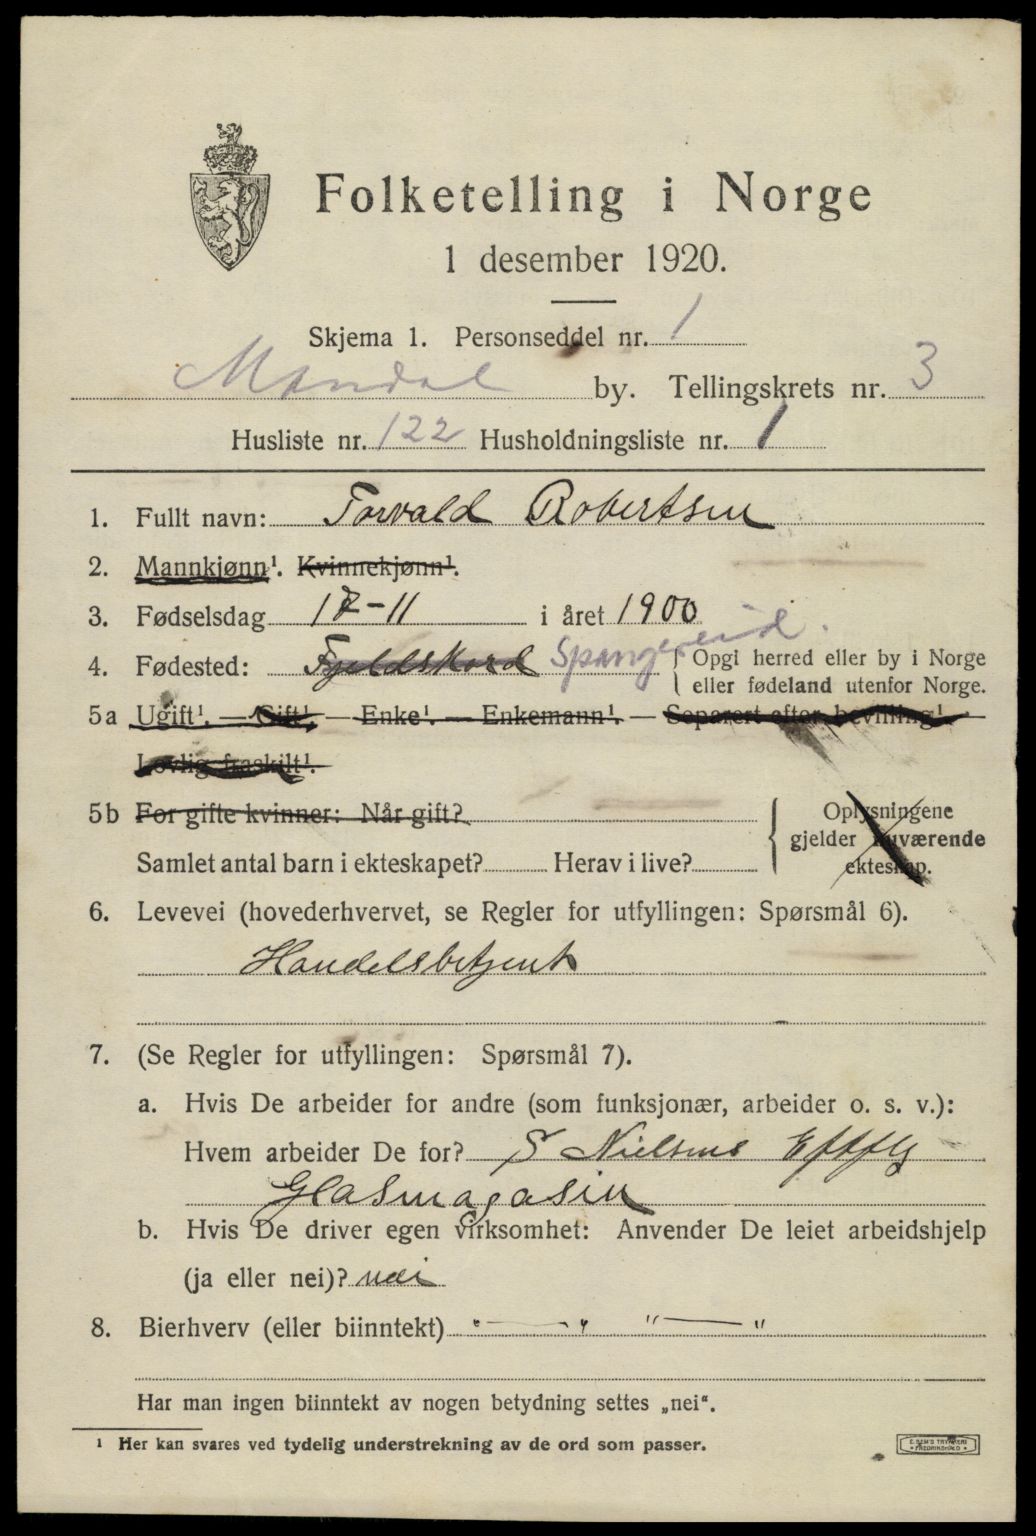 Folketelling i Norge
1 desember 1920.
Skjema 1. Personseddel nr. 1
Mandal by. Tellingskrets nr. 3
Husliste nr. 122 Husholdningsliste nr. 1
1. Fullt navn: Torvald Robertsen
2. Mannkjønn¹. Kvinnekjønn¹.
3. Fødselsdag 17-11 i året 1900
4. Fødested: Fjeldskord Spangereid. Opgi herred eller by i Norge
eller fødeland utenfor Norge.
5a Ugift¹. — Gift¹. — Enke¹. — Enkemann¹. — Separert efter bevilling¹. —
Lovlig fraskilt¹.
5b For gifte kvinner: Når gift? Oplysningene
gjelder nuværende
Samlet antal barn i ekteskapet? Herav i live? ekteskap.
6. Levevei (hovederhvervet, se Regler for utfyllingen: Spørsmål 6).
Handelsbetjent
7. (Se Regler for utfyllingen: Spørsmål 7).
a. Hvis De arbeider for andre (som funksjonær, arbeider o. s. v.):
Hvem arbeider De for? S Nielsens Eftflg
Glasmagasin
b. Hvis De driver egen virksomhet: Anvender De leiet arbeidshjelp
(ja eller nei)? nei
8. Bierhverv (eller biinntekt) " — " " — "
Har man ingen biinntekt av nogen betydning settes „nei“.
¹ Her kan svares ved tydelig understrekning av de ord som passer.
E. SEM'S TRYKKERI
FREDRIKSHALD